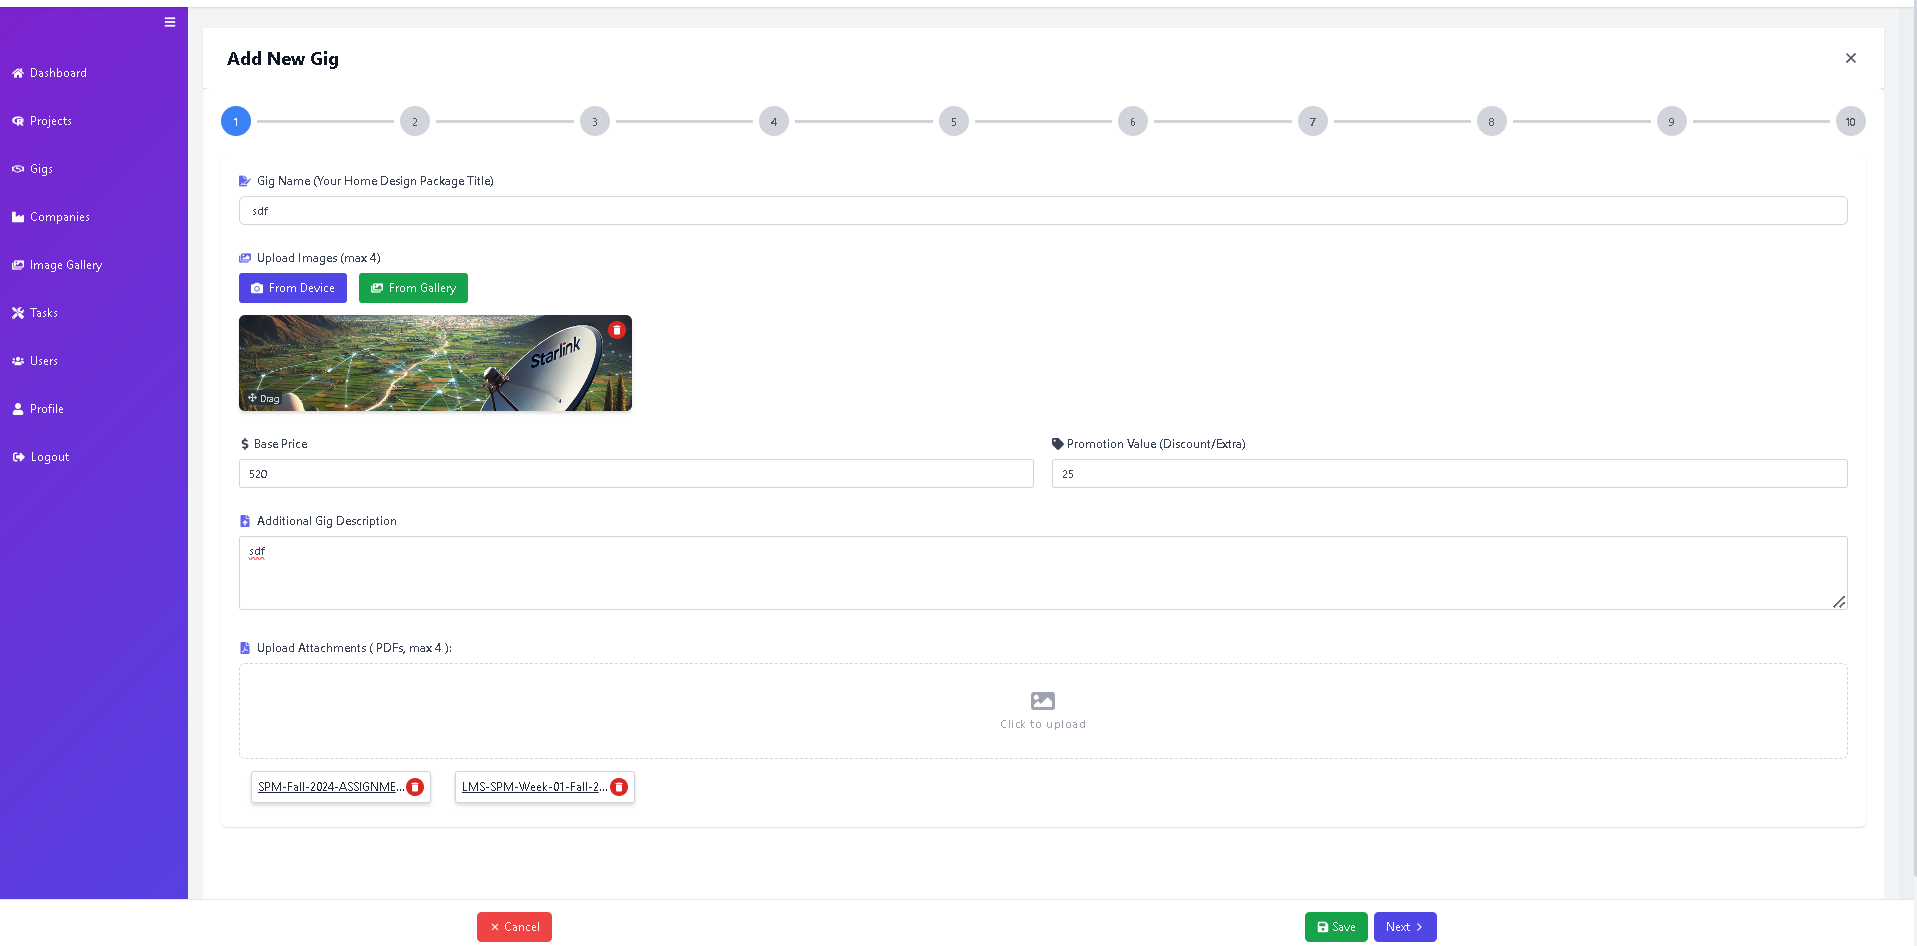 Dashboard
Projects
Gigs
Companies
Image Gallery
Tasks
Users
Profile
Logout
Add New Gig
1 2 3 4 5 6 7 8 9 10
Gig Name (Your Home Design Package Title)
sdf
Upload Images (max 4)
From Device From Gallery
Starlink
Drag
Base Price Promotion Value (Discount/Extra)
520 25
Additional Gig Description
sdf
Upload Attachments ( PDFs, max 4 ):
Click to upload
SPM-Fall-2024-ASSIGNME... LMS-SPM-Week-01-Fall-2...
Cancel Save Next